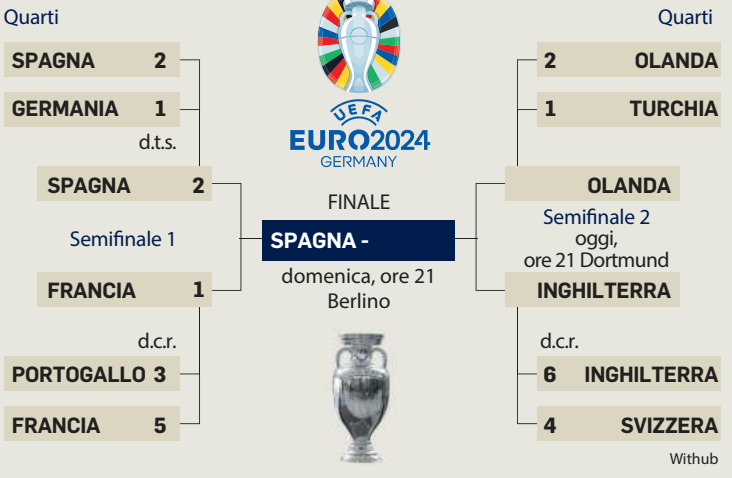 Quarti
SPAGNA 2
GERMANIA 1
d.t.s.
SPAGNA 2
Semifinale 1
FRANCIA 1
d.c.r.
PORTOGALLO 3
FRANCIA 5
UEFA
EURO2024
GERMANY
FINALE
SPAGNA -
domenica, ore 21
Berlino
Quarti
2 OLANDA
1 TURCHIA
OLANDA
Semifinale 2
oggi,
ore 21 Dortmund
INGHILTERRA
d.c.r.
6 INGHILTERRA
4 SVIZZERA
Withub